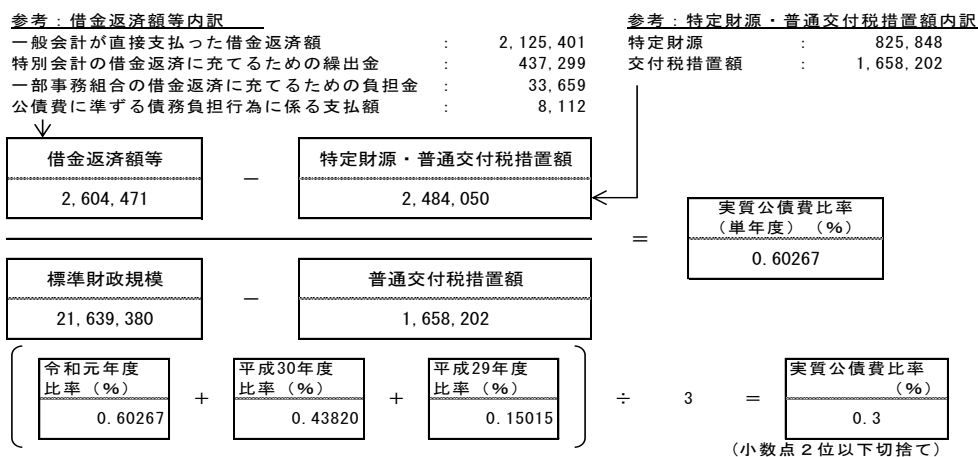 参考：借金返済額等内訳
一般会計が直接支払った借金返済額 : 2,125,401
特別会計の借金返済に充てるための繰出金 : 437,299
一部事務組合の借金返済に充てるための負担金 : 33,659
公債費に準ずる債務負担行為に係る支払額 : 8,112
参考：特定財源・普通交付税措置額内訳
特定財源 : 825,848
交付税措置額 : 1,658,202
借金返済額等
2,604,471
－
特定財源・普通交付税措置額
2,484,050
標準財政規模
21,639,380
－
普通交付税措置額
1,658,202
＝
実質公債費比率
（単年度）（%）
0.60267
令和元年度
比率（%）
0.60267
＋
平成30年度
比率（%）
0.43820
＋
平成29年度
比率（%）
0.15015
÷ 3 ＝
実質公債費比率
（%）
0.3
(小数点２位以下切捨て)